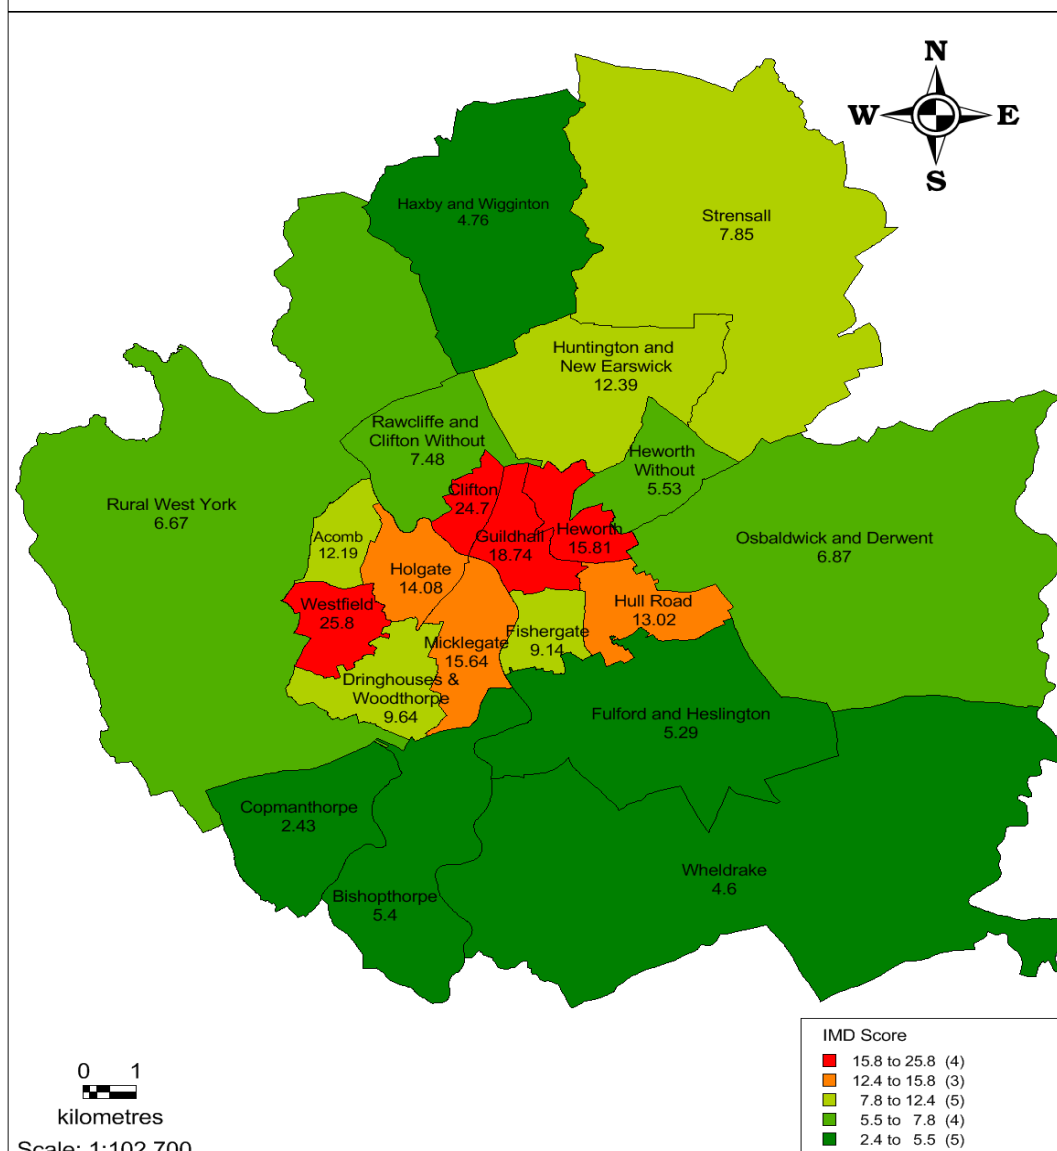 N
W E
S
Haxby and Wigginton
4.76
Strensall
7.85
Huntington and
New Earswick
12.39
Rawcliffe and
Clifton Without
7.48
Heworth
Without
5.53
Rural West York
6.67
Clifton
24.7
Guildhall
18.74
Heworth
15.81
Osbaldwick and Derwent
6.87
Acomb
12.19
Holgate
14.08
Westfield
25.8
Hull Road
13.02
Micklegate
15.64
Fishergate
9.14
Dringhouses &
Woodthorpe
9.64
Fulford and Heslington
5.29
Copmanthorpe
2.43
Bishopthorpe
5.4
Wheldrake
4.6
0 1
kilometres
Scale: 1:102,700
IMD Score
15.8 to 25.8 (4)
12.4 to 15.8 (3)
7.8 to 12.4 (5)
5.5 to 7.8 (4)
2.4 to 5.5 (5)